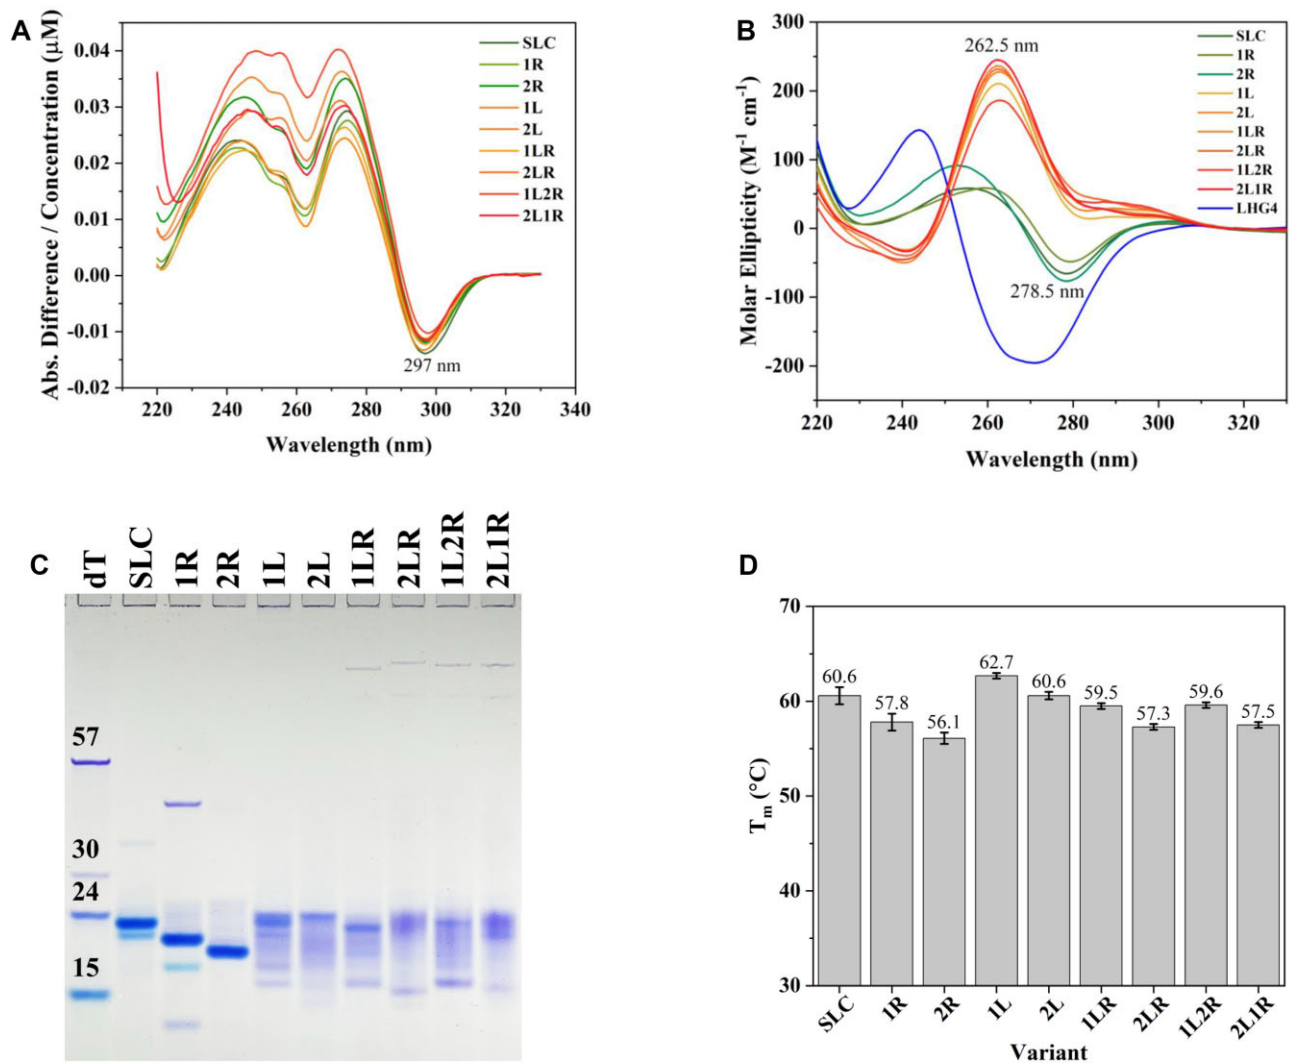 A
Abs. Difference / Concentration (μM)
0.04
0.03
0.02
0.01
0.00
-0.01
-0.02
SLC
1R
2R
1L
2L
1LR
2LR
1L2R
2L1R
297 nm
220 240 260 280 300 320 340
Wavelength (nm)
B
Molar Ellipticity (M⁻¹ cm⁻¹)
300
200
100
0
-100
-200
262.5 nm
278.5 nm
SLC
1R
2R
1L
2L
1LR
2LR
1L2R
2L1R
LHG4
220 240 260 280 300 320
Wavelength (nm)
C
dT SLC 1R 2R 1L 2L 1LR 2LR 1L2R 2L1R
57
30
24
15
D
Tₘ (°C)
70
60
50
40
30
60.6 57.8 56.1 62.7 60.6 59.5 57.3 59.6 57.5
SLC 1R 2R 1L 2L 1LR 2LR 1L2R 2L1R
Variant